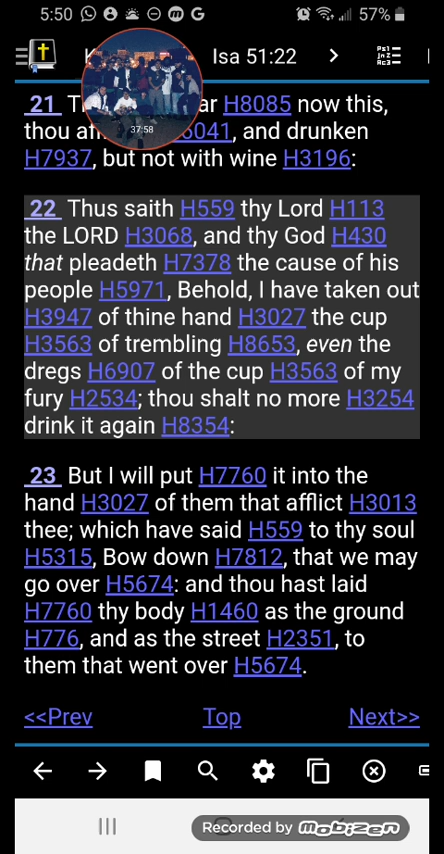 5:50 57%
Isa 51:22
21 ar H8085 now this,
thou af 6041, and drunken
H7937, but not with wine H3196:
22 Thus saith H559 thy Lord H113
the LORD H3068, and thy God H430
that pleadeth H7378 the cause of his
people H5971, Behold, I have taken out
H3947 of thine hand H3027 the cup
H3563 of trembling H8653, even the
dregs H6907 of the cup H3563 of my
fury H2534; thou shalt no more H3254
drink it again H8354:
23 But I will put H7760 it into the
hand H3027 of them that afflict H3013
thee; which have said H559 to thy soul
H5315, Bow down H7812, that we may
go over H5674: and thou hast laid
H7760 thy body H1460 as the ground
H776, and as the street H2351, to
them that went over H5674.
37:58
<<Prev Top Next>>
Recorded by mobizen